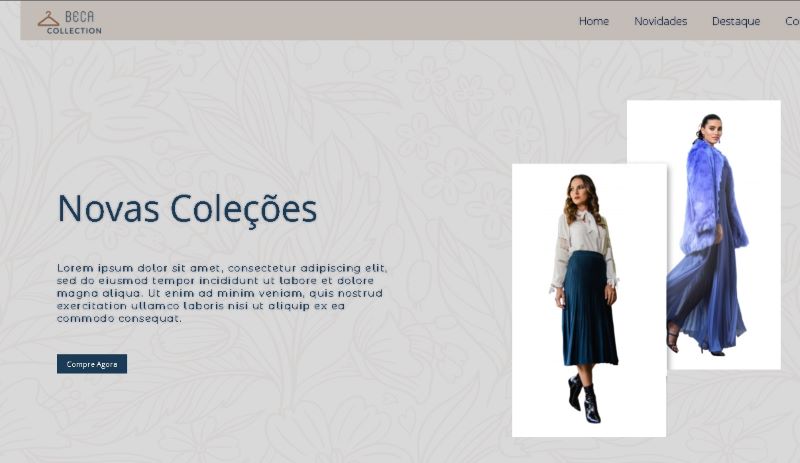 BECA
COLLECTION
Home Novidades Destaque Co
Novas Coleções
Lorem ipsum dolor sit amet, consectetur adipiscing elit,
sed do eiusmod tempor incididunt ut labore et dolore
magna aliqua. Ut enim ad minim veniam, quis nostrud
exercitation ullamco laboris nisi ut aliquip ex ea
commodo consequat.
Compre Agora